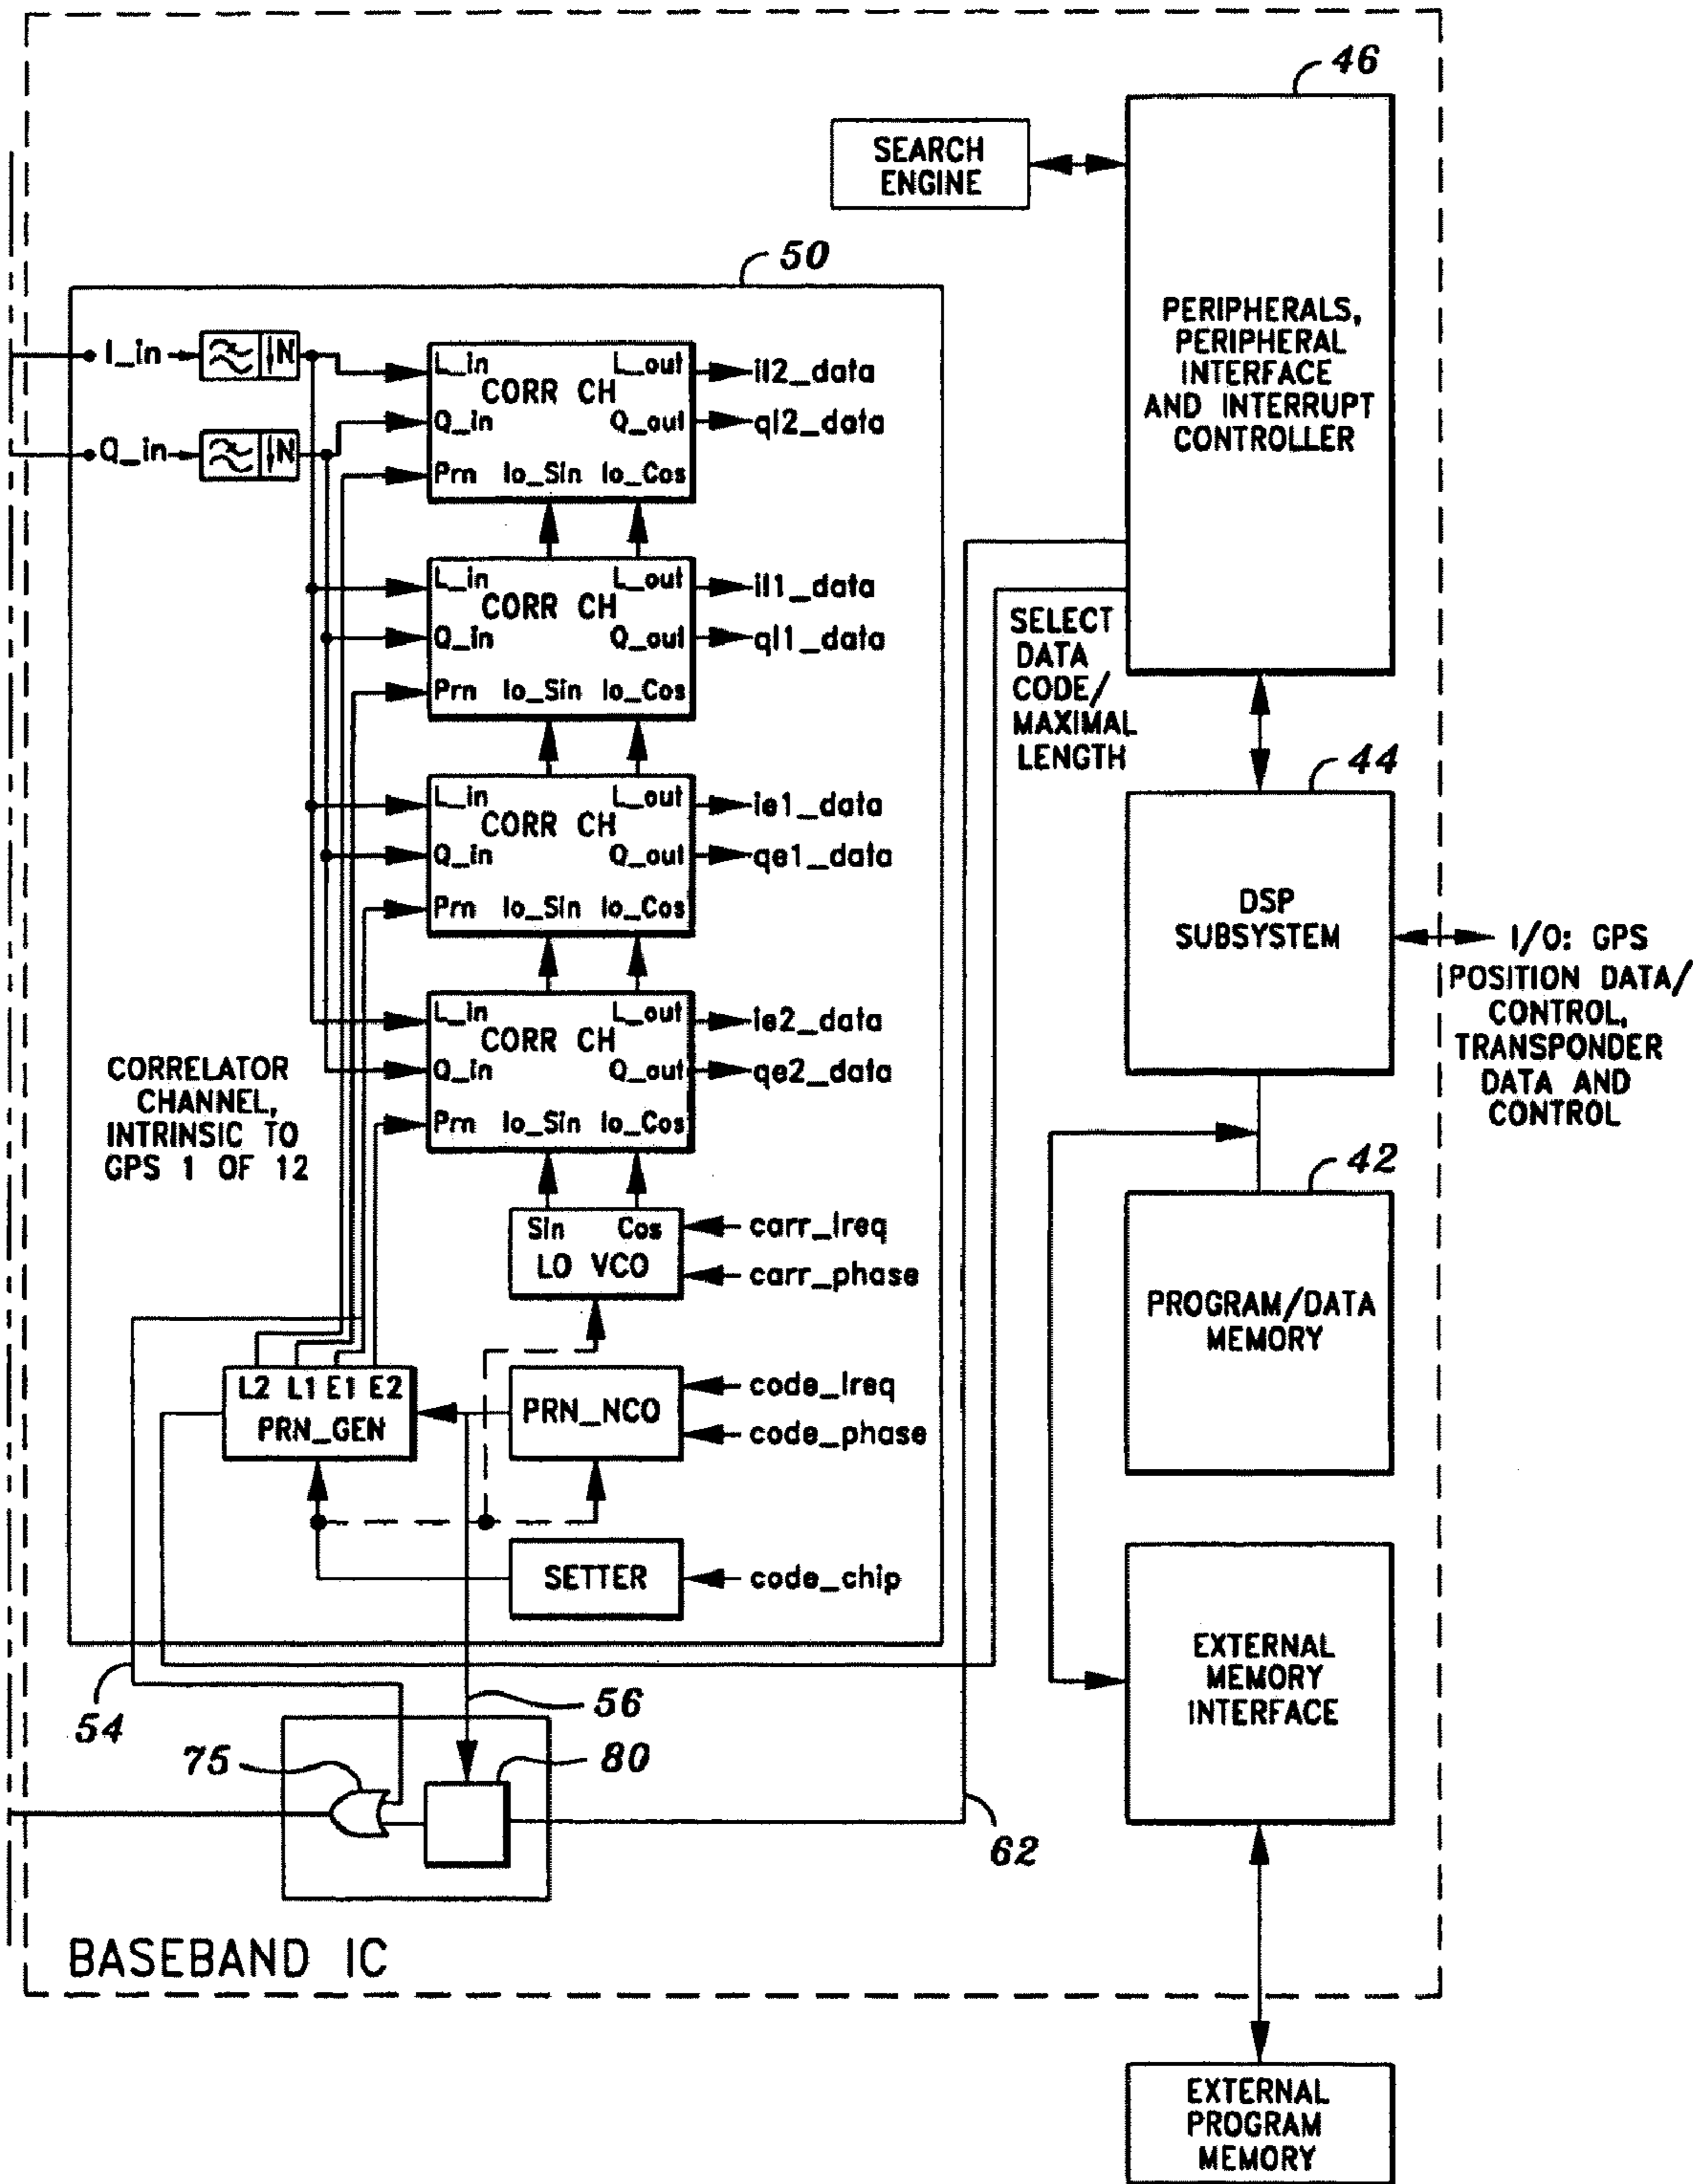 46
SEARCH
ENGINE
50
PERIPHERALS,
PERIPHERAL
INTERFACE
AND INTERRUPT
CONTROLLER
I_in
↓N
Q_in
↓N
L_in L_out
CORR CH
Q_in Q_out
Prn lo_Sin lo_Cos
il2_data
ql2_data
L_in L_out
CORR CH
Q_in Q_out
Prn lo_Sin lo_Cos
il1_data
ql1_data
SELECT
DATA
CODE/
MAXIMAL
LENGTH
L_in L_out
CORR CH
Q_in Q_out
Prn lo_Sin lo_Cos
ie1_data
qe1_data
44
DSP
SUBSYSTEM
I/O: GPS
POSITION DATA/
CONTROL,
TRANSPONDER
DATA AND
CONTROL
L_in L_out
CORR CH
Q_in Q_out
Prn lo_Sin lo_Cos
ie2_data
qe2_data
CORRELATOR
CHANNEL,
INTRINSIC TO
GPS 1 OF 12
42
PROGRAM/DATA
MEMORY
Sin Cos
LO VCO
carr_freq
carr_phase
L2 L1 E1 E2
PRN_GEN
PRN_NCO
code_freq
code_phase
SETTER
code_chip
EXTERNAL
MEMORY
INTERFACE
54
56
75
80
62
BASEBAND IC
EXTERNAL
PROGRAM
MEMORY